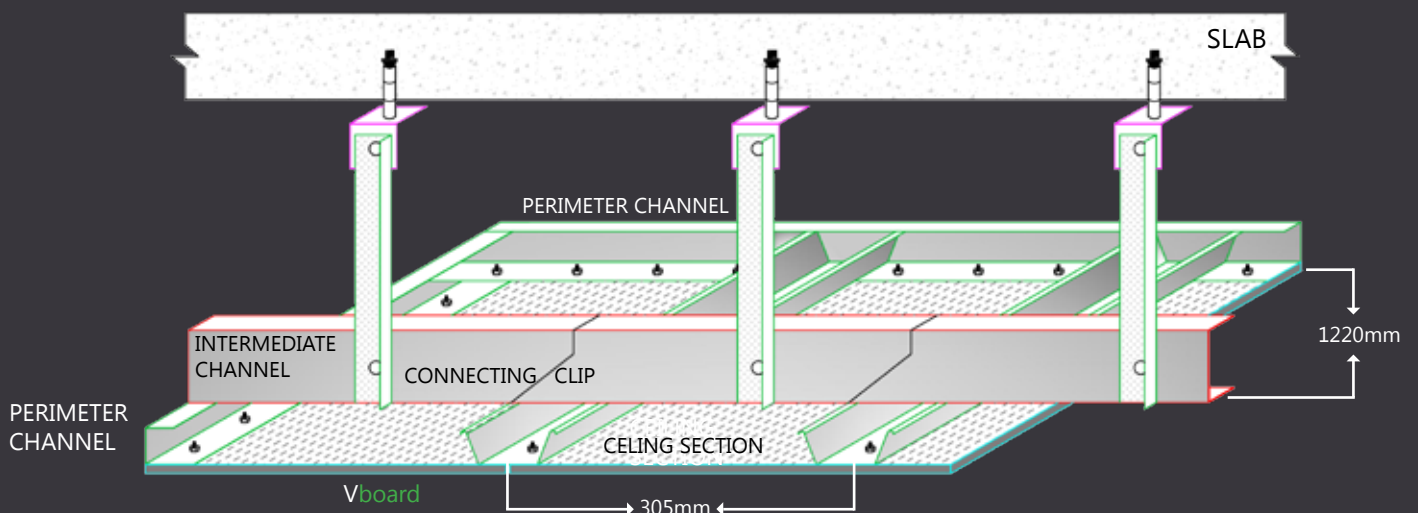 SLAB
PERIMETER CHANNEL
1220mm
INTERMEDIATE
CHANNEL
CONNECTING CLIP
PERIMETER
CHANNEL
CELING SECTION
Vboard
305mm